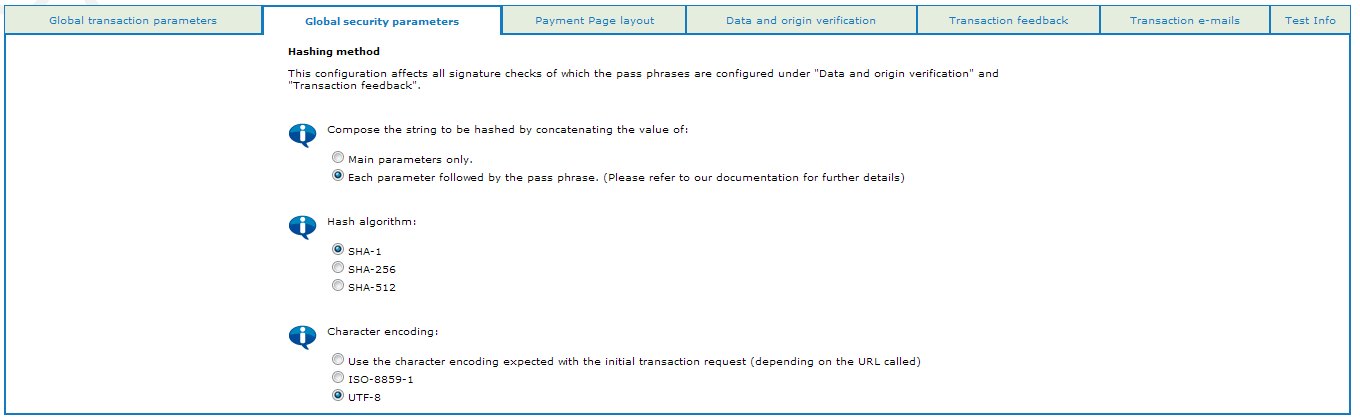 Global transaction parameters
Global security parameters
Payment Page layout
Data and origin verification
Transaction feedback
Transaction e-mails
Test Info
Hashing method
This configuration affects all signature checks of which the pass phrases are configured under "Data and origin verification" and
"Transaction feedback".
Compose the string to be hashed by concatenating the value of:
Main parameters only.
Each parameter followed by the pass phrase. (Please refer to our documentation for further details)
Hash algorithm:
SHA-1
SHA-256
SHA-512
Character encoding:
Use the character encoding expected with the initial transaction request (depending on the URL called)
ISO-8859-1
UTF-8